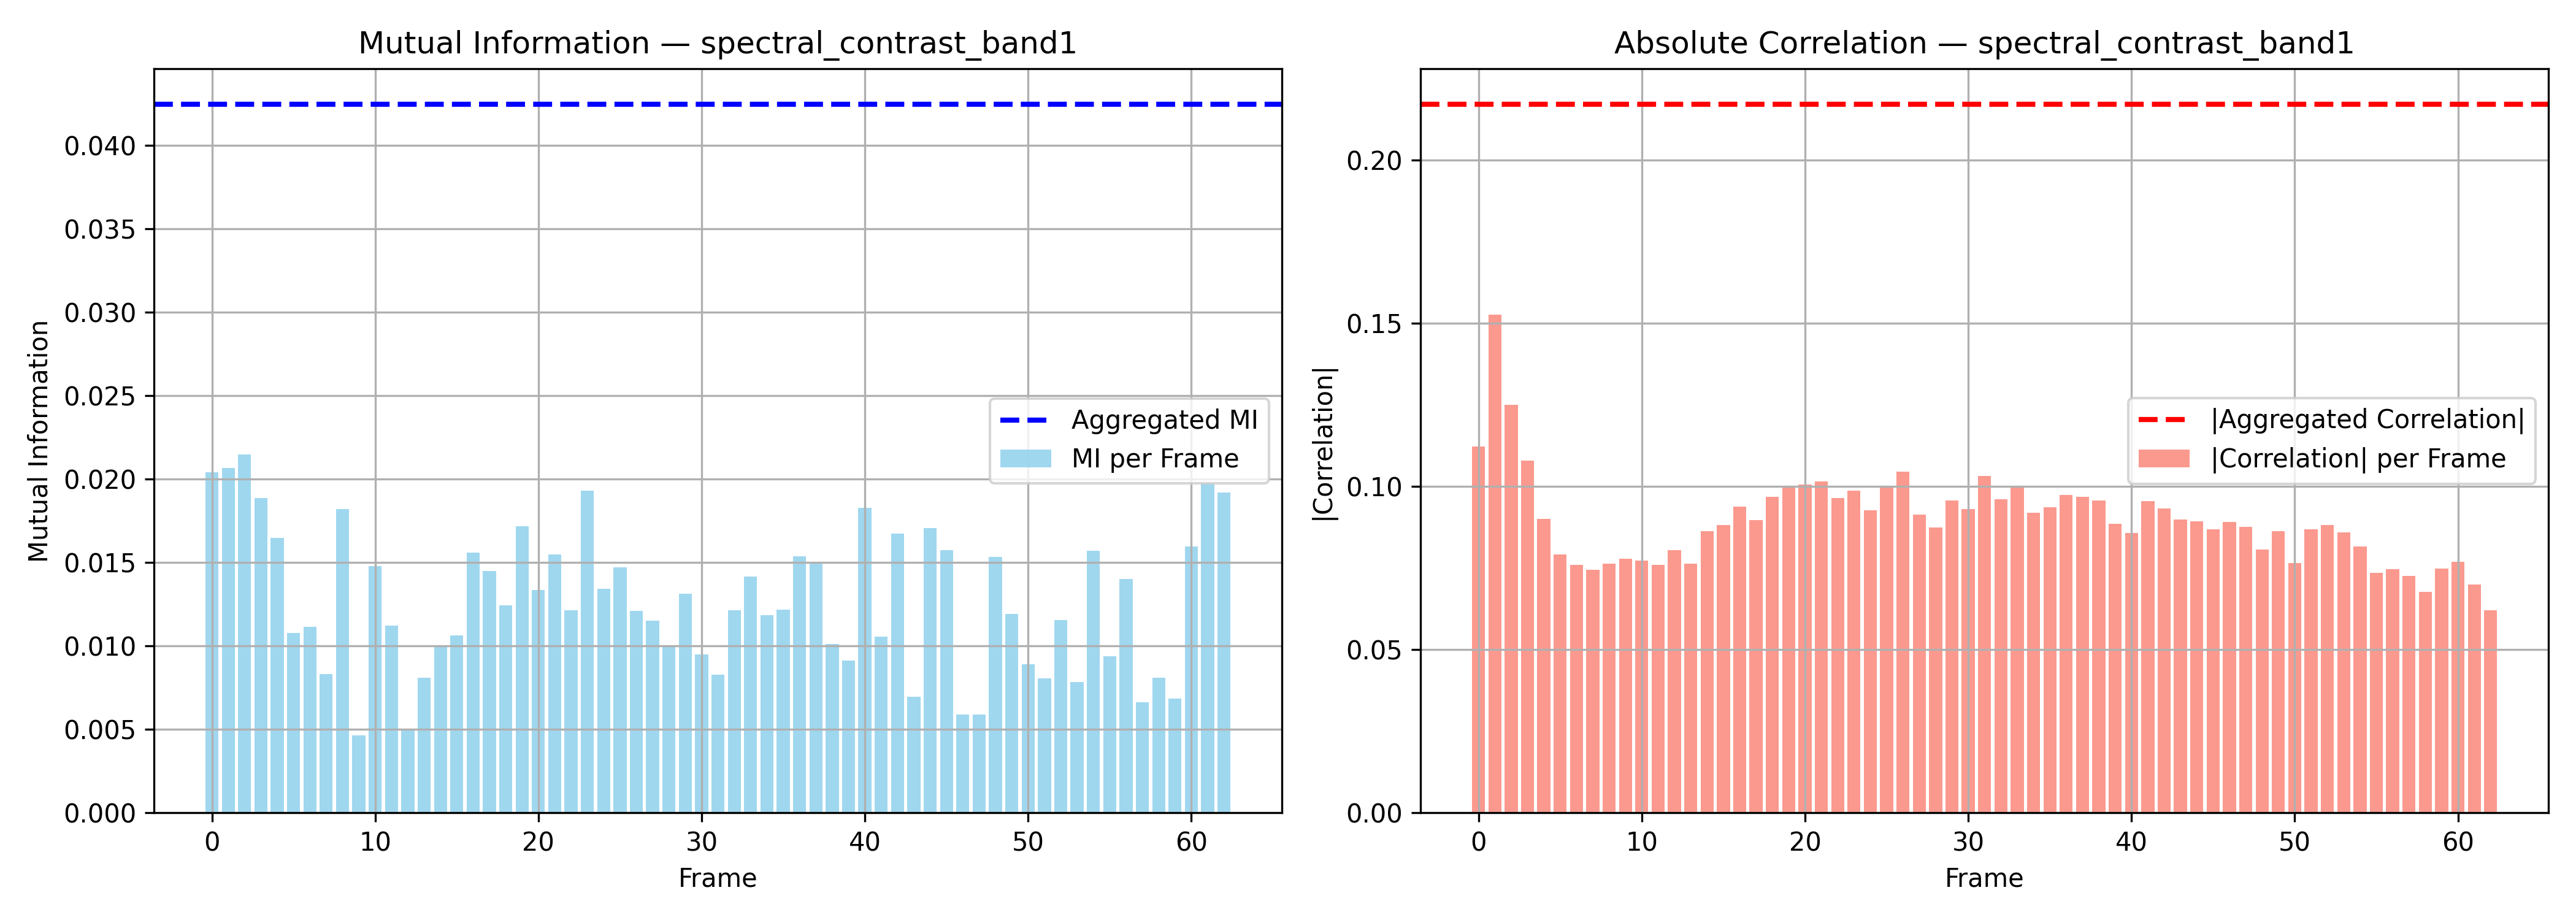 Mutual Information — spectral_contrast_band1
Mutual Information
0.040
0.035
0.030
0.025
0.020
0.015
0.010
0.005
0.000
Aggregated MI
MI per Frame
0 10 20 30 40 50 60
Frame
Absolute Correlation — spectral_contrast_band1
|Correlation|
0.20
0.15
0.10
0.05
0.00
|Aggregated Correlation|
|Correlation| per Frame
0 10 20 30 40 50 60
Frame